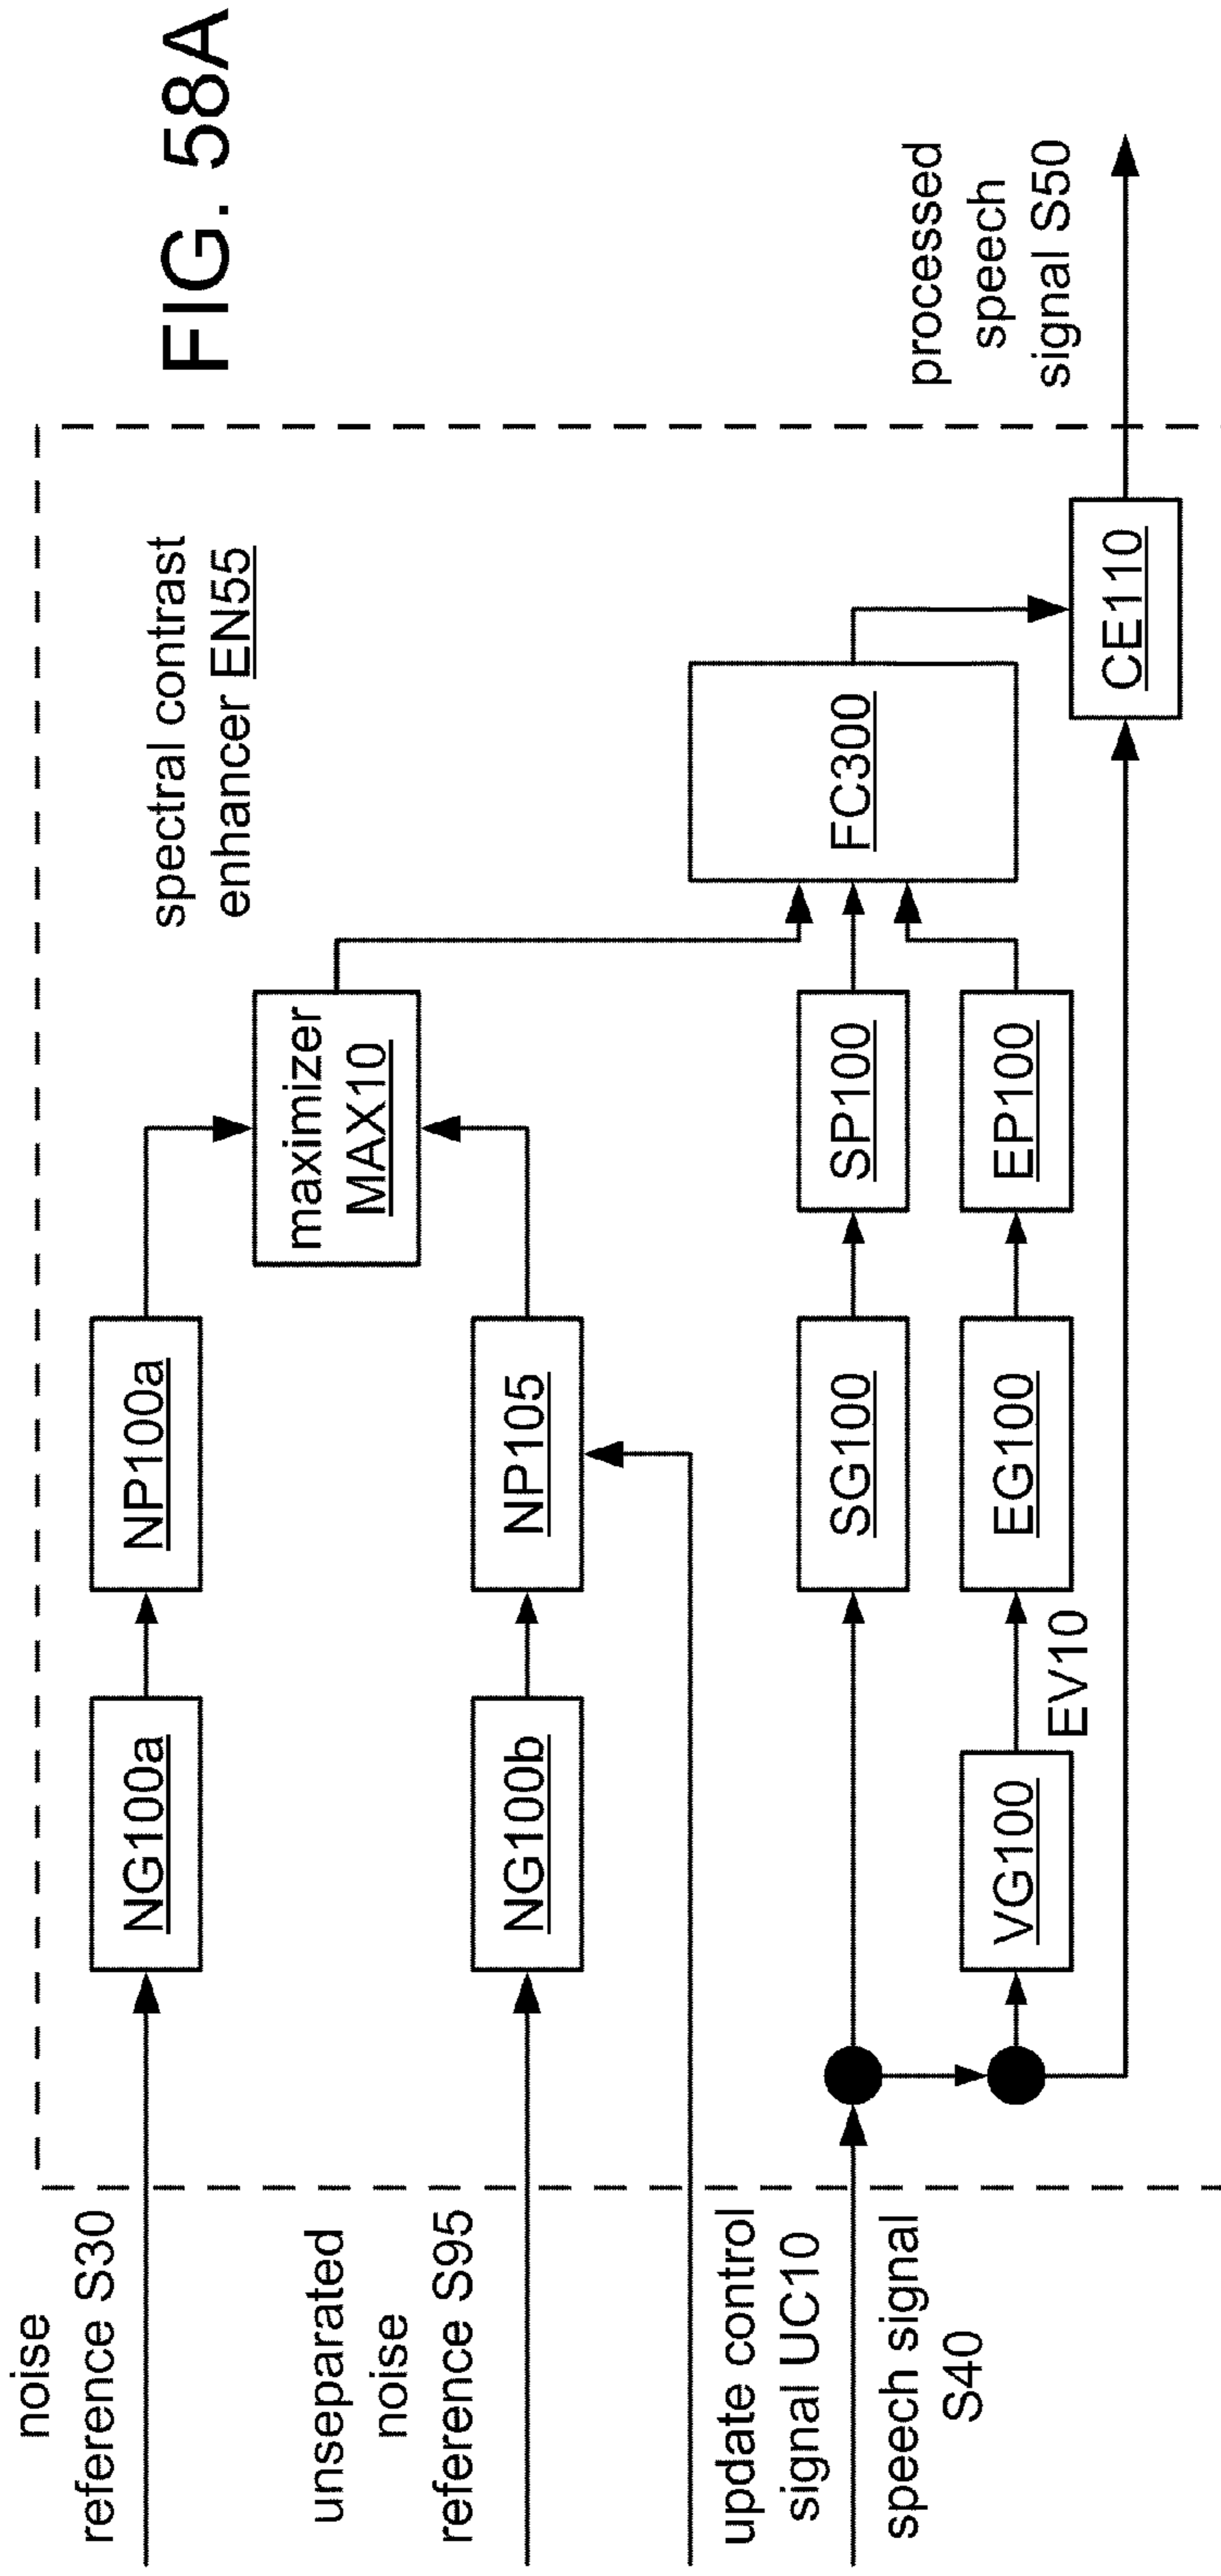 FIG. 58A
noise
reference S30
unseparated
noise
reference S95
update control
signal UC10
speech signal
S40
spectral contrast
enhancer EN55
NG100a
NP100a
NG100b
NP105
maximizer
MAX10
SG100
SP100
VG100
EV10
EG100
EP100
FC300
CE110
processed
speech
signal S50